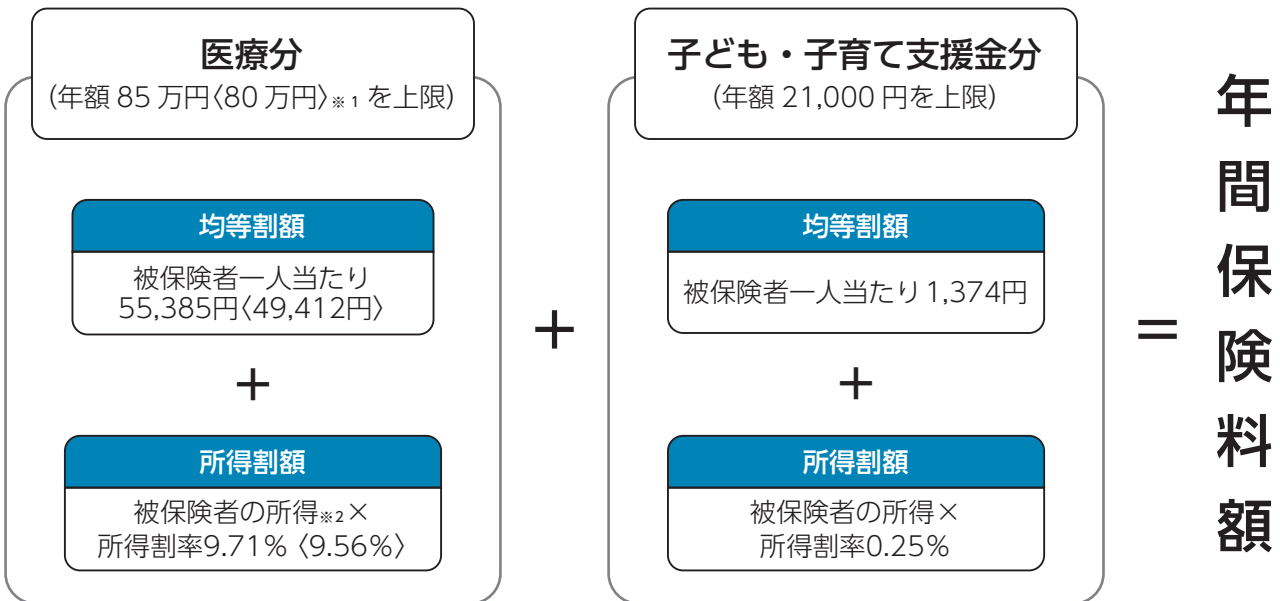 医療分
(年額 85 万円〈80 万円〉※1 を上限)
均等割額
被保険者一人当たり
55,385円〈49,412円〉
＋
所得割額
被保険者の所得※2×
所得割率9.71%〈9.56%〉
＋
子ども・子育て支援金分
(年額 21,000 円を上限)
均等割額
被保険者一人当たり1,374円
＋
所得割額
被保険者の所得×
所得割率0.25%
＝
年間保険料額